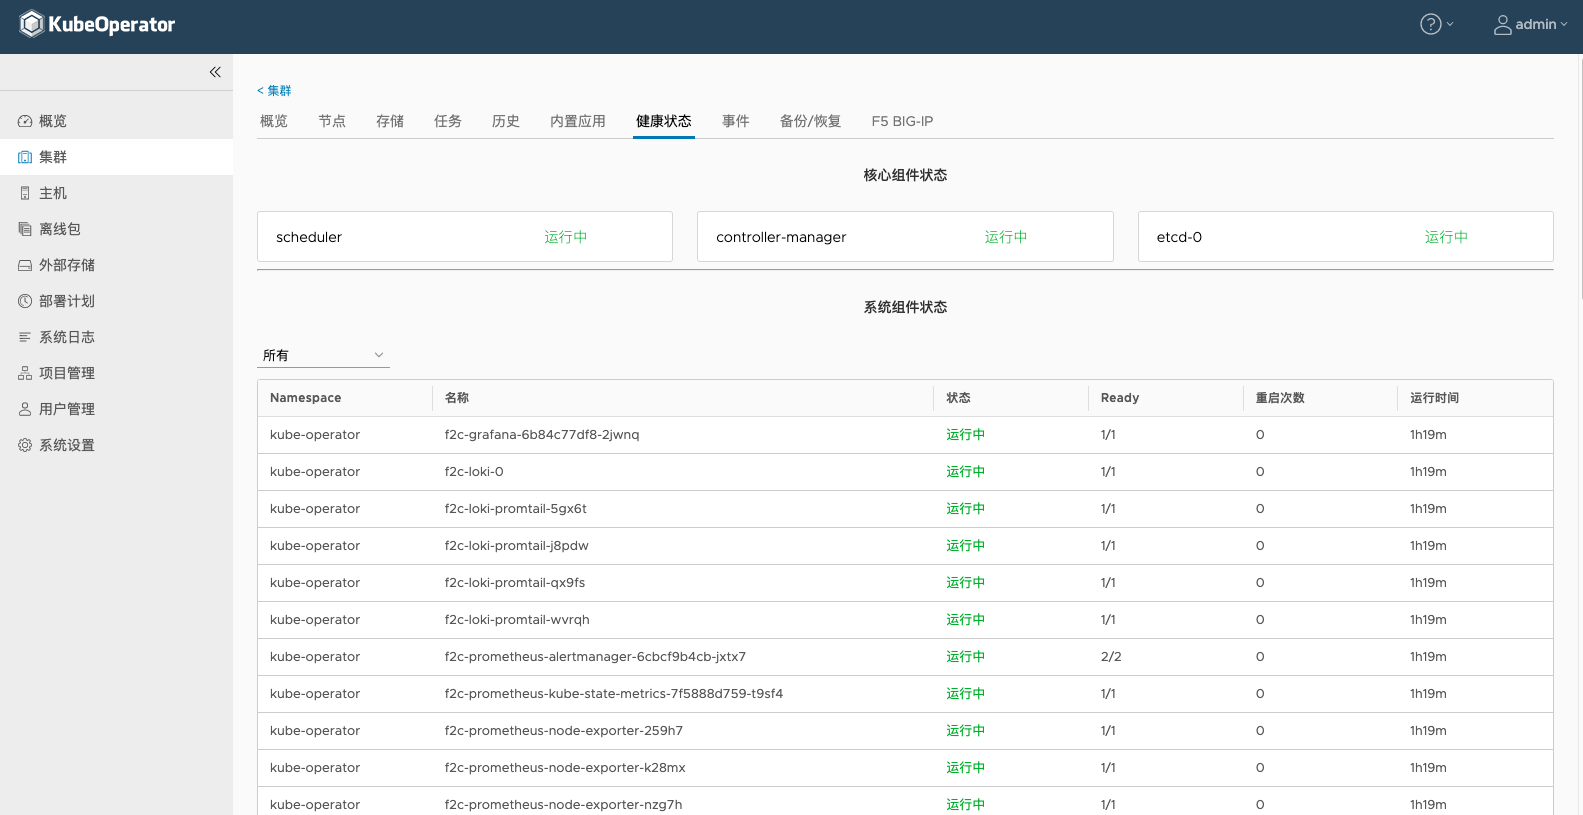 KubeOperator
admin
< 集群
概览
集群
主机
离线包
外部存储
部署计划
系统日志
项目管理
用户管理
系统设置
概览 节点 存储 任务 历史 内置应用 健康状态 事件 备份/恢复 F5 BIG-IP
核心组件状态
scheduler 运行中 controller-manager 运行中 etcd-0 运行中
系统组件状态
所有
Namespace 名称 状态 Ready 重启次数 运行时间
kube-operator f2c-grafana-6b84c77df8-2jwnq 运行中 1/1 0 1h19m
kube-operator f2c-loki-0 运行中 1/1 0 1h19m
kube-operator f2c-loki-promtail-5gx6t 运行中 1/1 0 1h19m
kube-operator f2c-loki-promtail-j8pdw 运行中 1/1 0 1h19m
kube-operator f2c-loki-promtail-qx9fs 运行中 1/1 0 1h19m
kube-operator f2c-loki-promtail-wvrqh 运行中 1/1 0 1h19m
kube-operator f2c-prometheus-alertmanager-6cbcf9b4cb-jxtx7 运行中 2/2 0 1h19m
kube-operator f2c-prometheus-kube-state-metrics-7f5888d759-t9sf4 运行中 1/1 0 1h19m
kube-operator f2c-prometheus-node-exporter-259h7 运行中 1/1 0 1h19m
kube-operator f2c-prometheus-node-exporter-k28mx 运行中 1/1 0 1h19m
kube-operator f2c-prometheus-node-exporter-nzg7h 运行中 1/1 0 1h19m